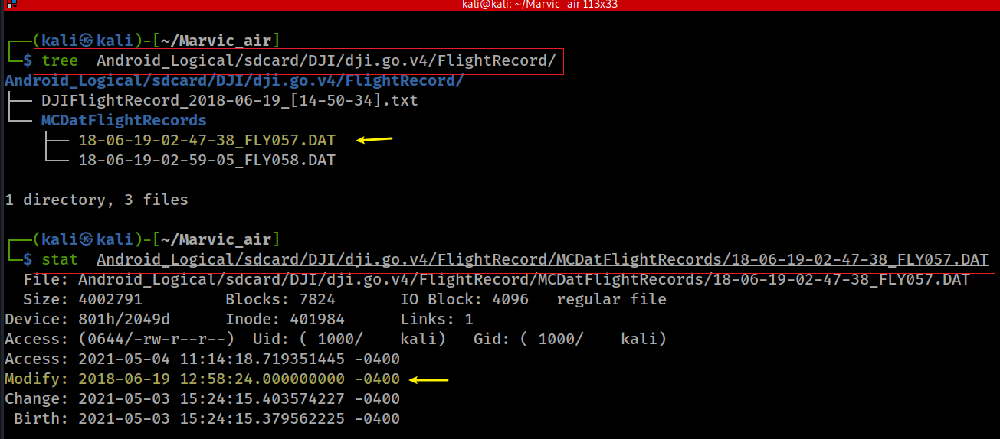 kali@kali: ~/Marvic_air 113x33
┌──(kali㉿kali)-[~/Marvic_air]
└─$ tree  Android_Logical/sdcard/DJI/dji.go.v4/FlightRecord/
Android_Logical/sdcard/DJI/dji.go.v4/FlightRecord/
├── DJIFlightRecord_2018-06-19_[14-50-34].txt
└── MCDatFlightRecords
    ├── 18-06-19-02-47-38_FLY057.DAT
    └── 18-06-19-02-59-05_FLY058.DAT
1 directory, 3 files
┌──(kali㉿kali)-[~/Marvic_air]
└─$ stat  Android_Logical/sdcard/DJI/dji.go.v4/FlightRecord/MCDatFlightRecords/18-06-19-02-47-38_FLY057.DAT
  File: Android_Logical/sdcard/DJI/dji.go.v4/FlightRecord/MCDatFlightRecords/18-06-19-02-47-38_FLY057.DAT
  Size: 4002791         Blocks: 7824       IO Block: 4096   regular file
Device: 801h/2049d      Inode: 401984      Links: 1
Access: (0644/-rw-r--r--)  Uid: ( 1000/    kali)   Gid: ( 1000/    kali)
Access: 2021-05-04 11:14:18.719351445 -0400
Modify: 2018-06-19 12:58:24.000000000 -0400
Change: 2021-05-03 15:24:15.403574227 -0400
 Birth: 2021-05-03 15:24:15.379562225 -0400